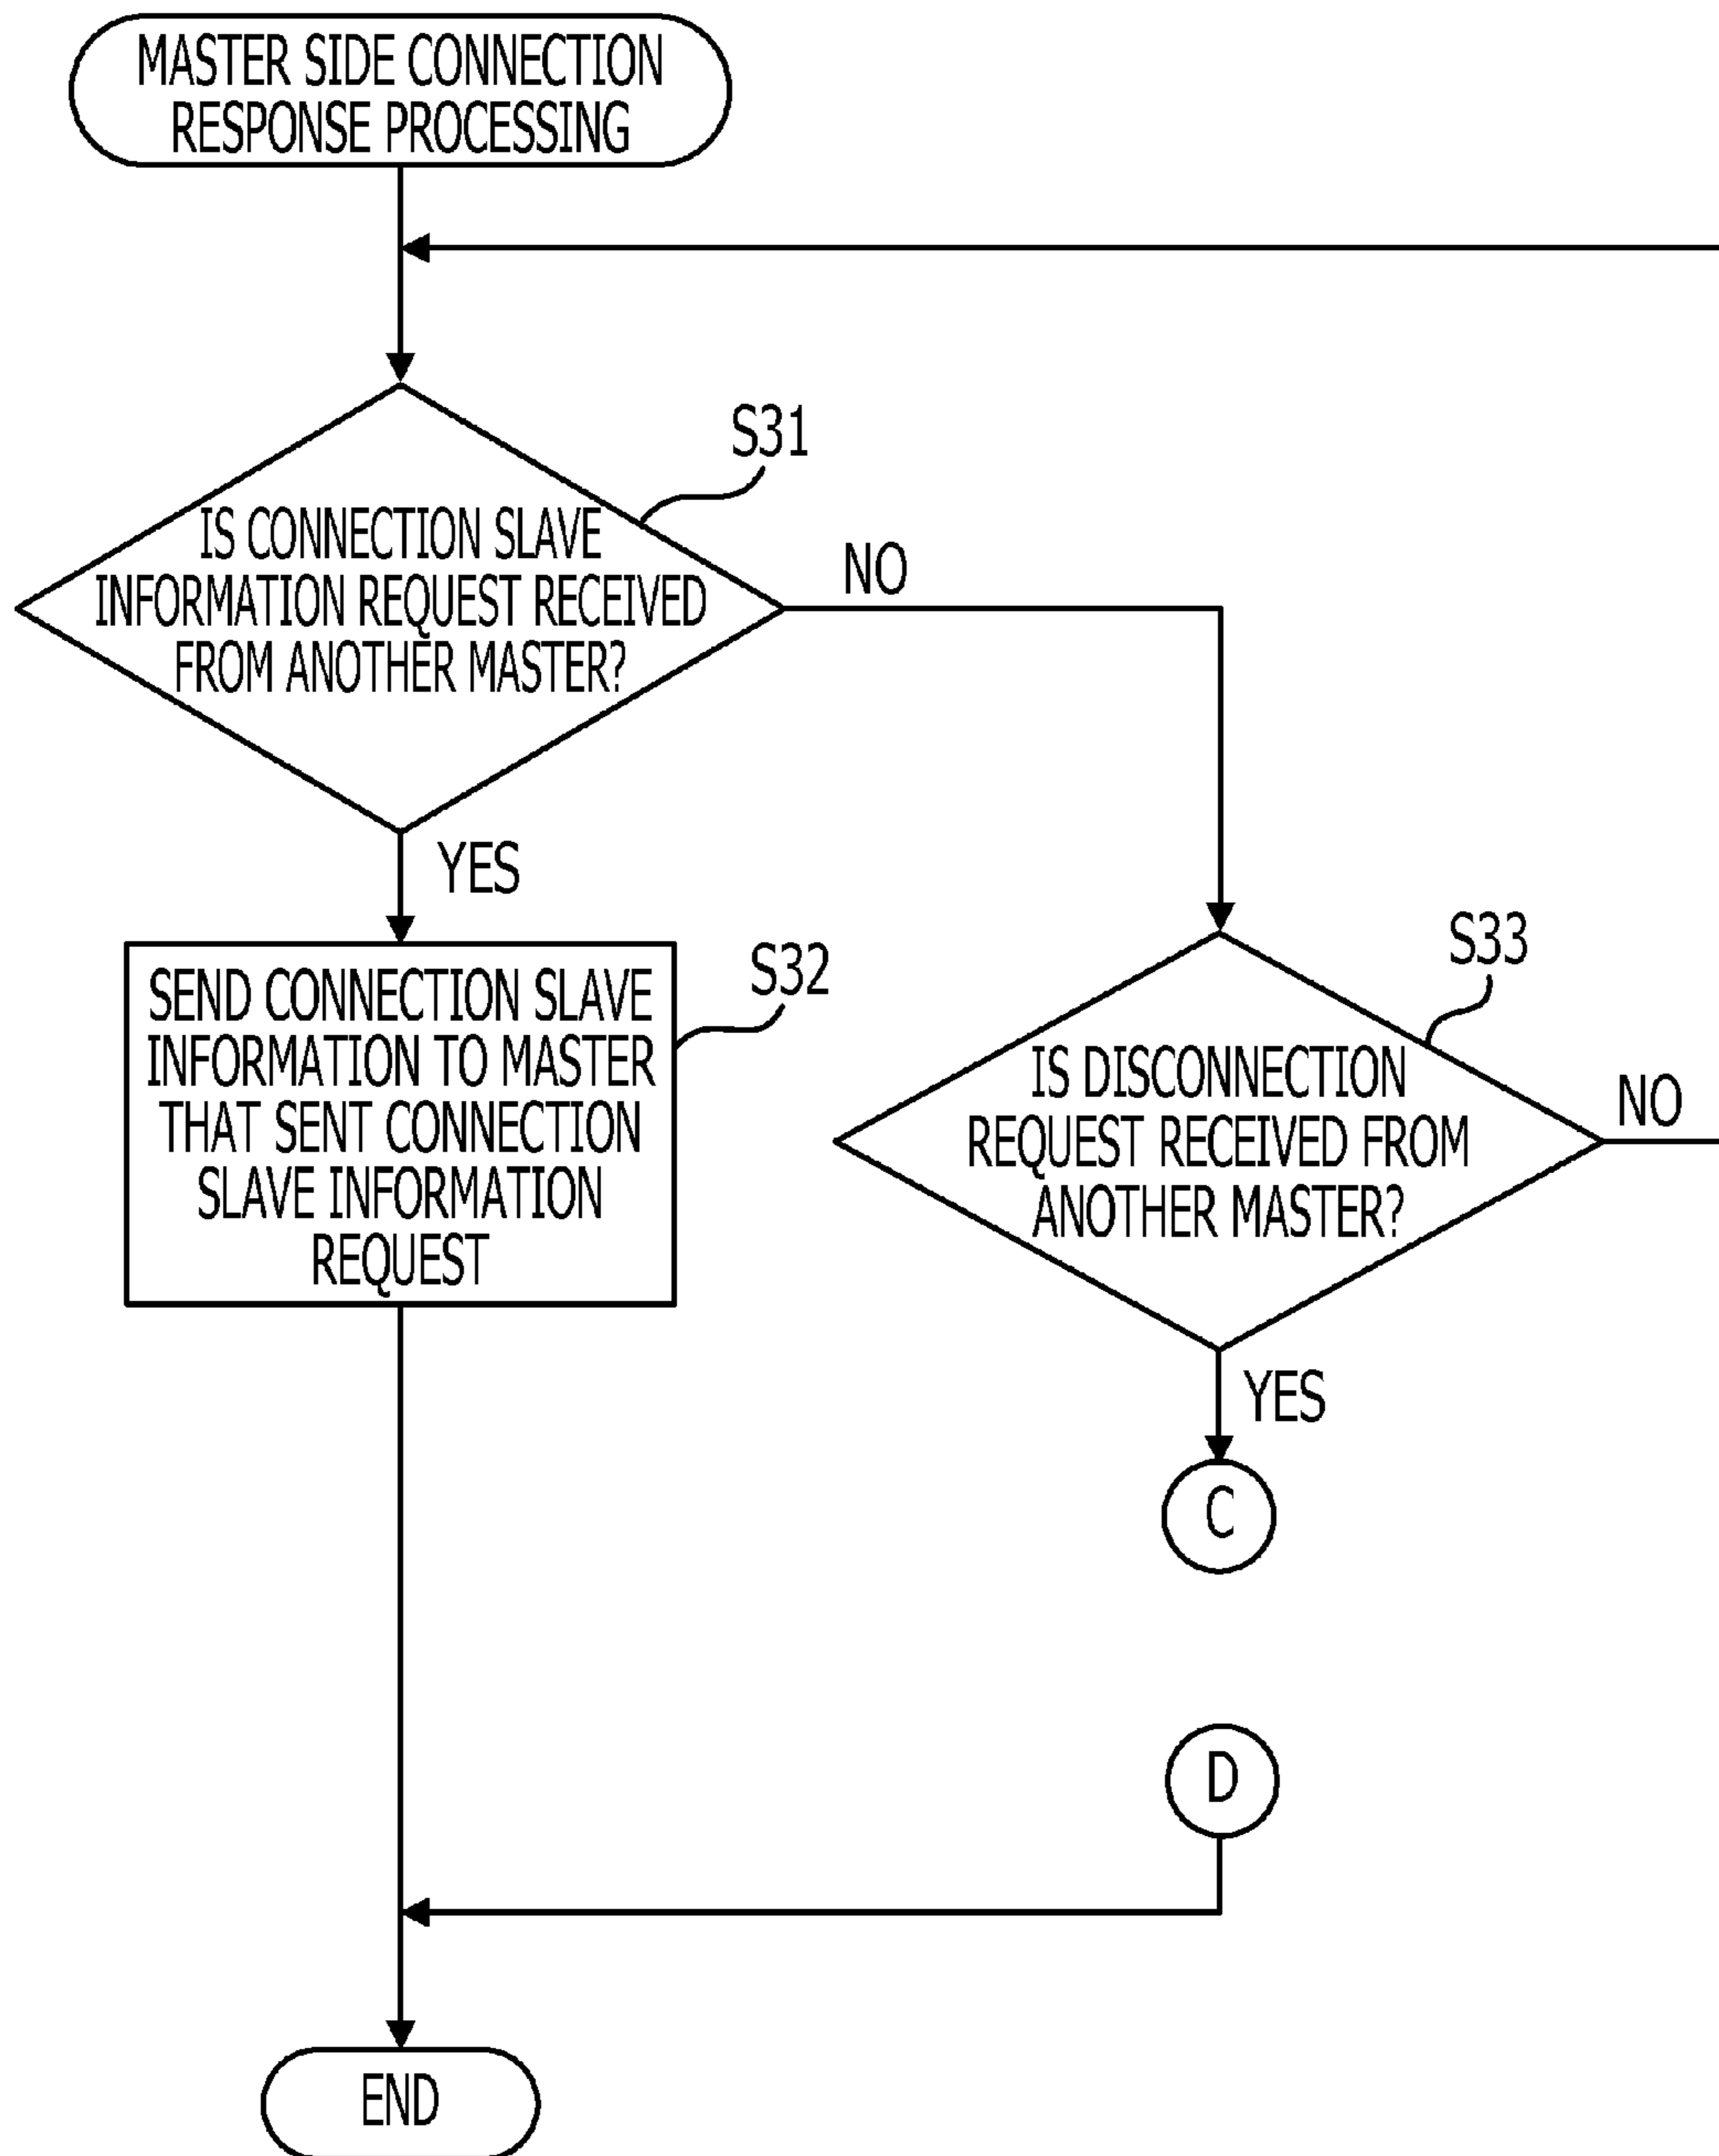 MASTER SIDE CONNECTION
RESPONSE PROCESSING
S31
IS CONNECTION SLAVE
INFORMATION REQUEST RECEIVED
FROM ANOTHER MASTER?
NO
YES
S32
SEND CONNECTION SLAVE
INFORMATION TO MASTER
THAT SENT CONNECTION
SLAVE INFORMATION
REQUEST
S33
IS DISCONNECTION
REQUEST RECEIVED FROM
ANOTHER MASTER?
NO
YES
C
D
END